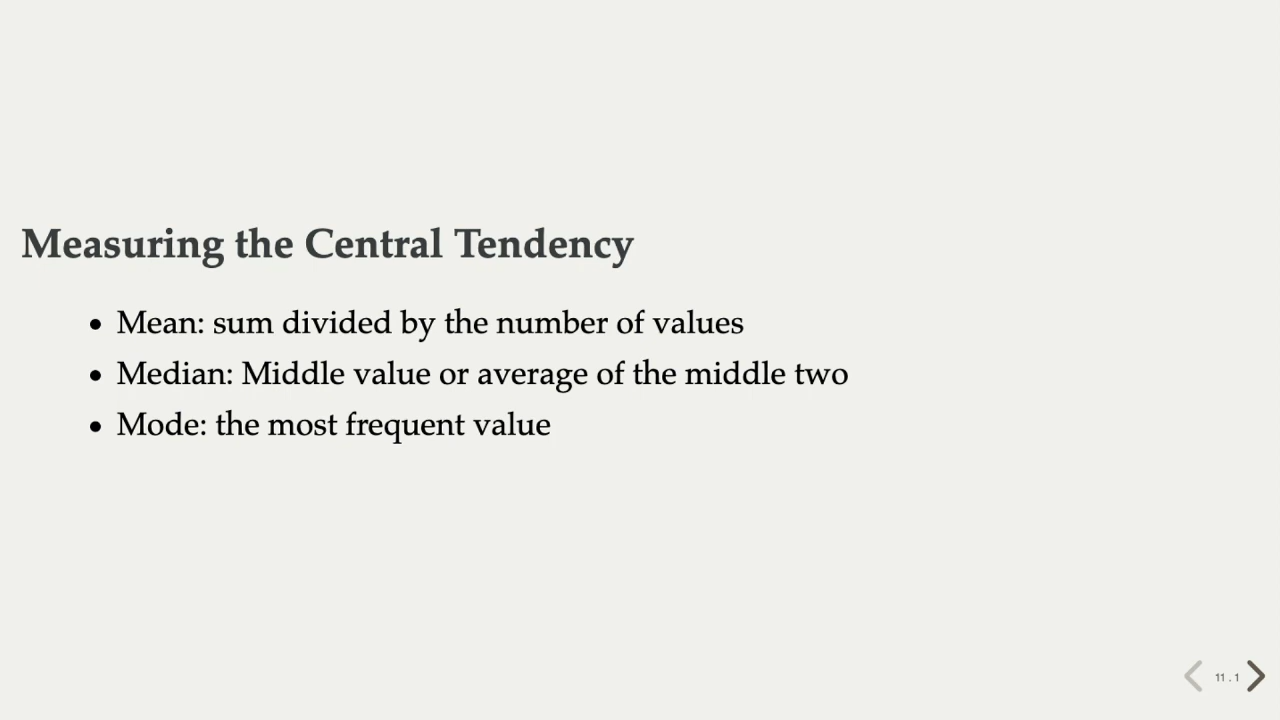 Measuring the Central Tendency
• Mean: sum divided by the number of values
• Median: Middle value or average of the middle two
• Mode: the most frequent value
11 . 1